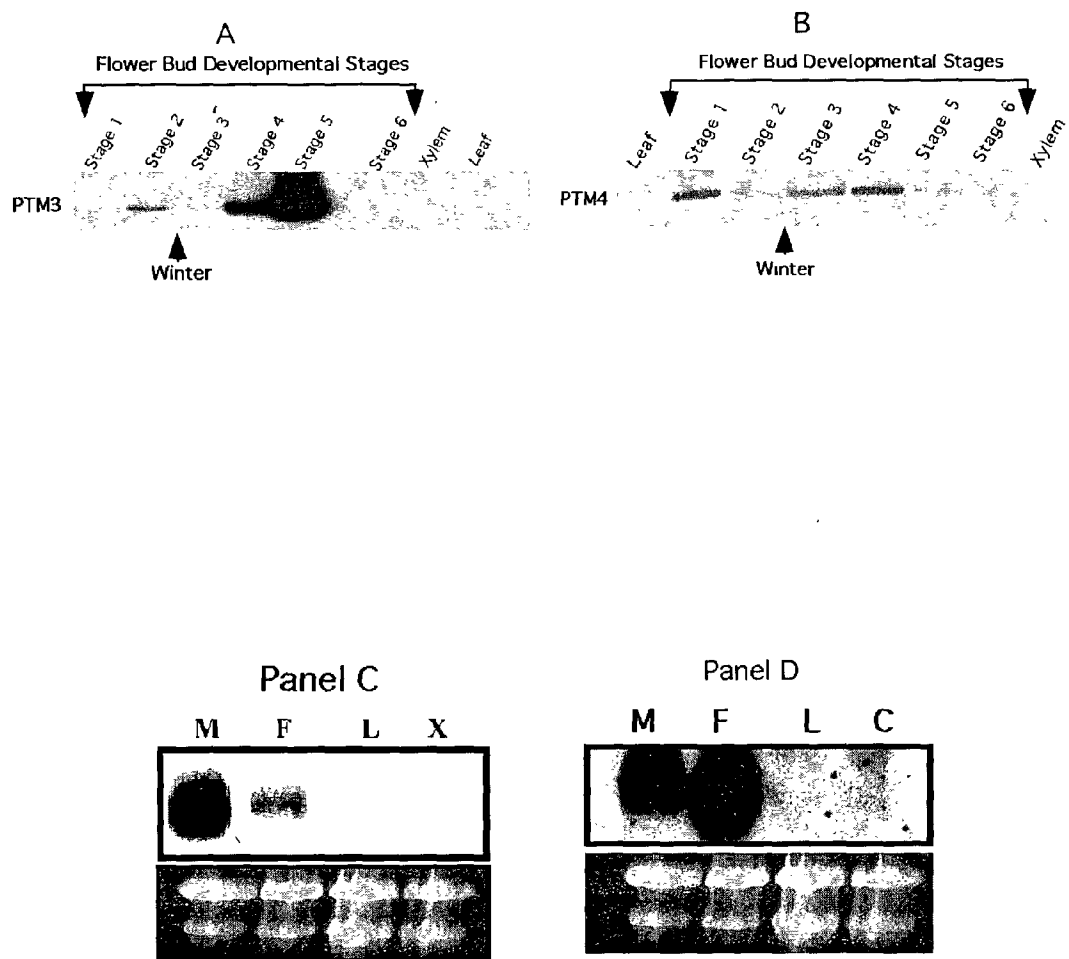 A
Flower Bud Developmental Stages
Stage 1 Stage 2 Stage 3 Stage 4 Stage 5 Stage 6 Xylem Leaf
PTM3
Winter
B
Flower Bud Developmental Stages
Leaf Stage 1 Stage 2 Stage 3 Stage 4 Stage 5 Stage 6 Xylem
PTM4
Winter
Panel C
M F L X
Panel D
M F L C